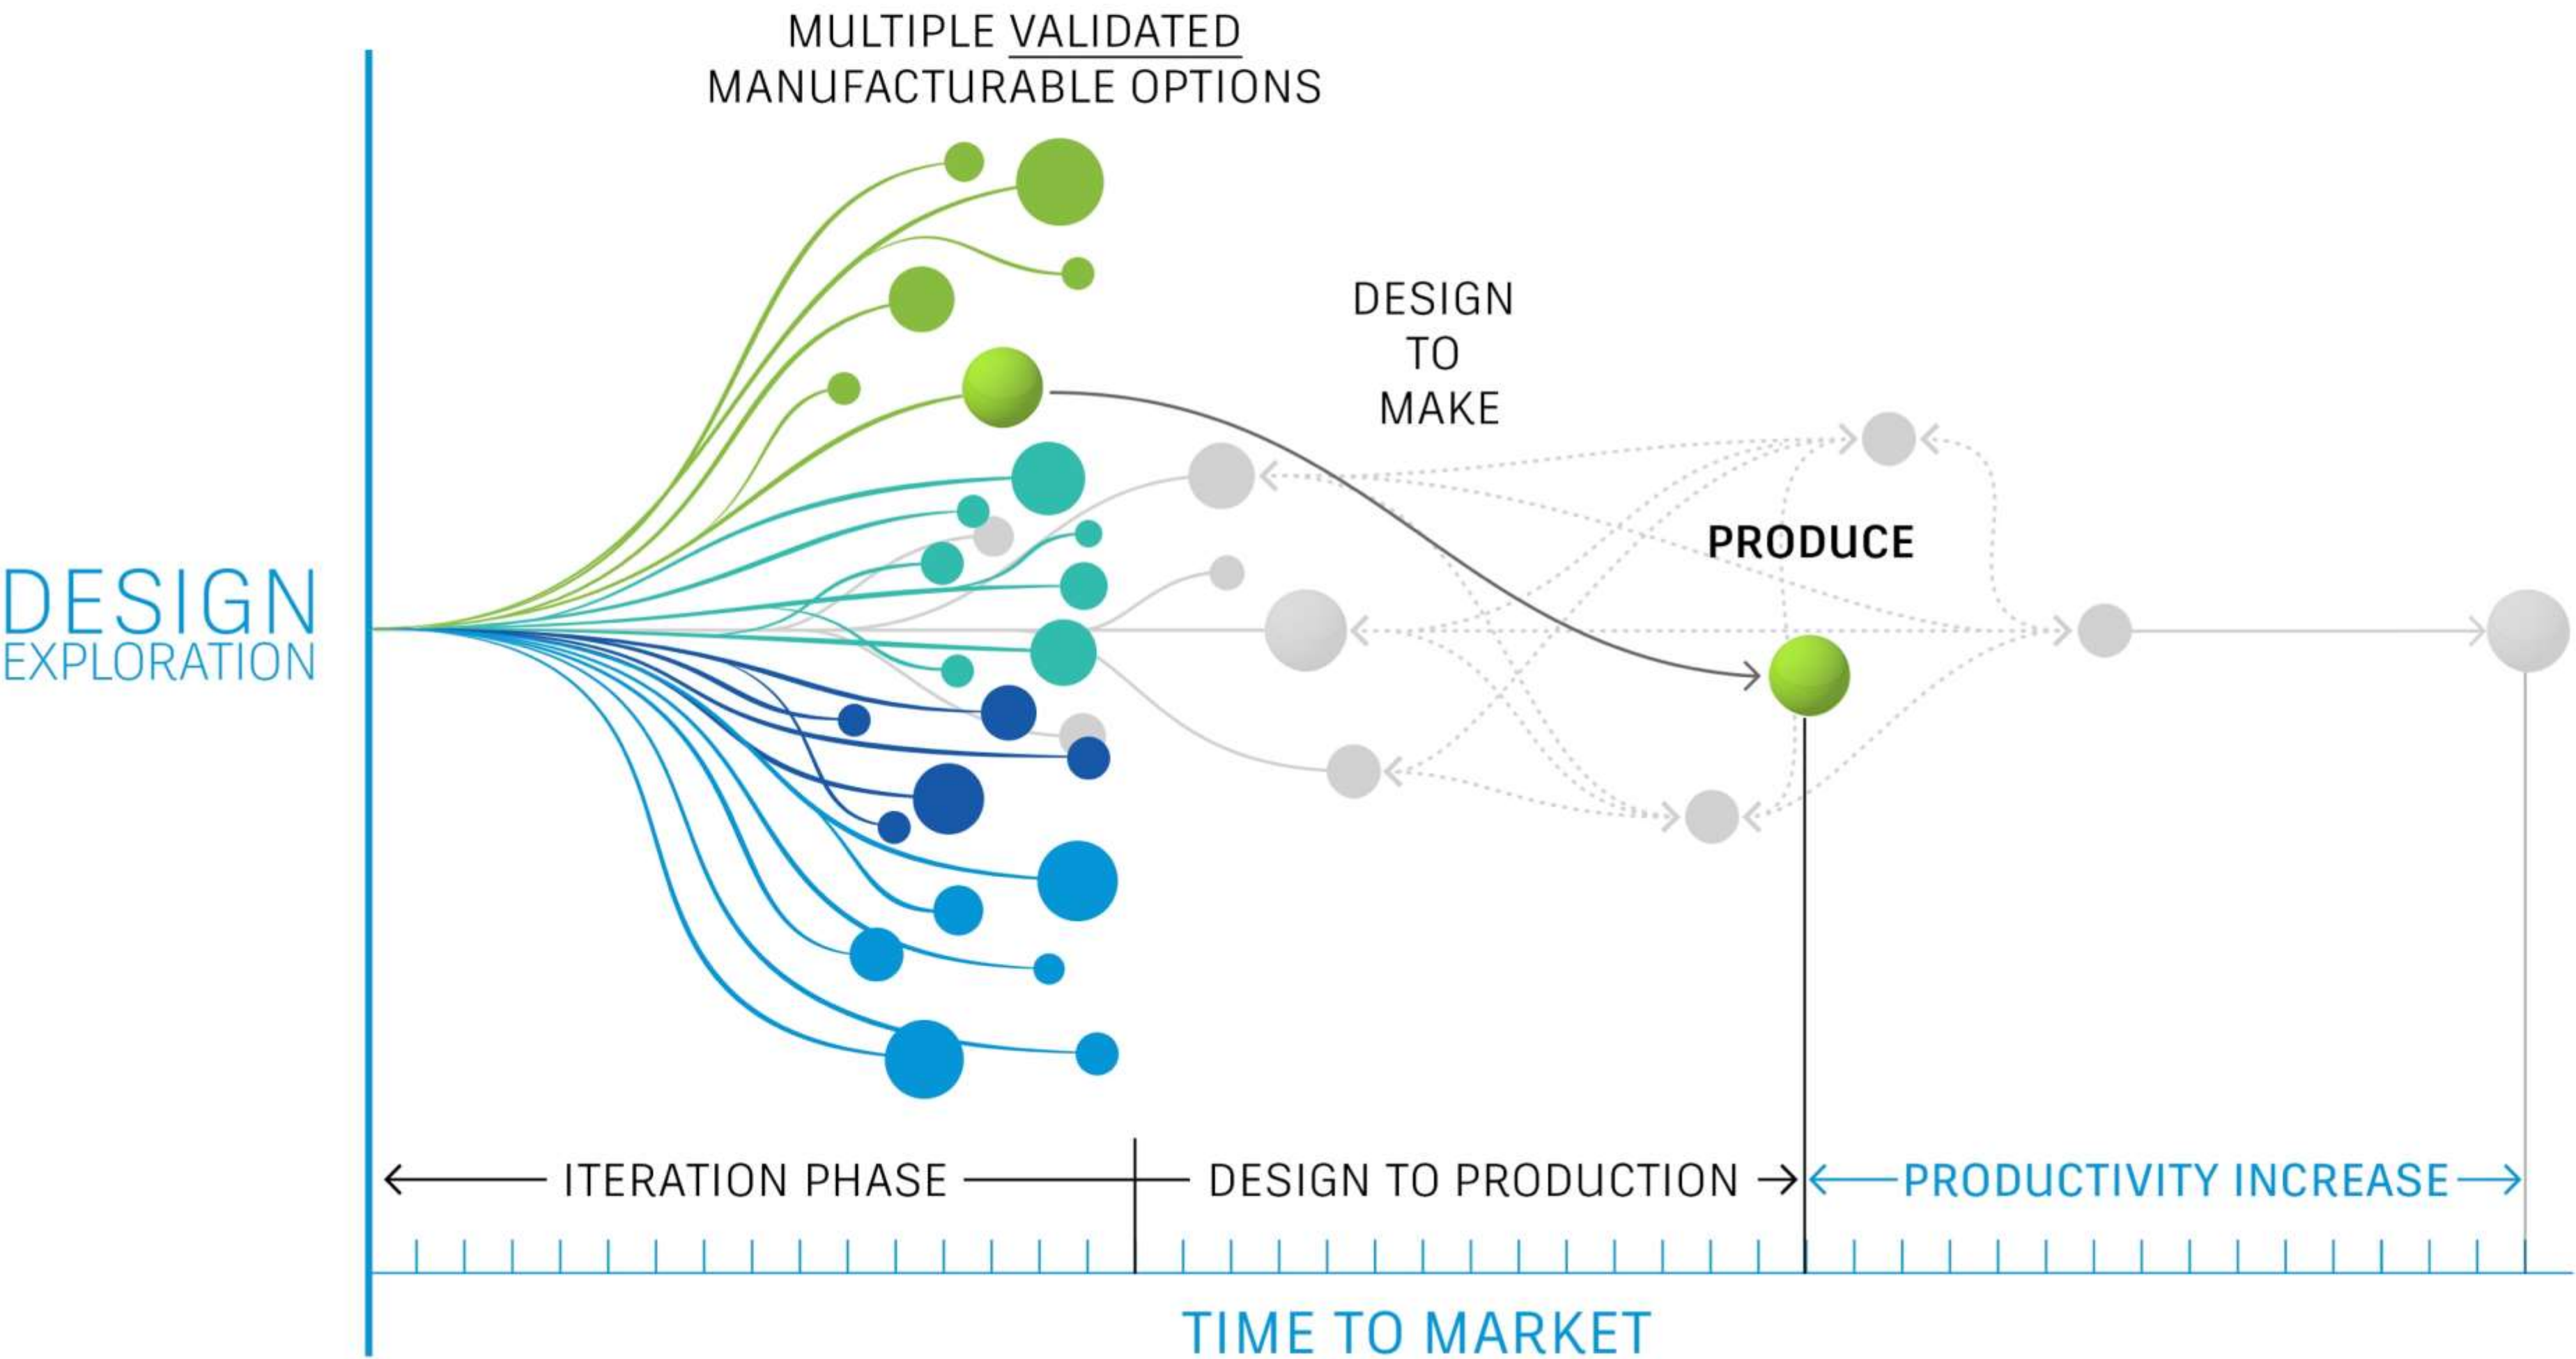 MULTIPLE VALIDATED
MANUFACTURABLE OPTIONS
DESIGN
TO
MAKE
PRODUCE
DESIGN
EXPLORATION
ITERATION PHASE
DESIGN TO PRODUCTION
PRODUCTIVITY INCREASE
TIME TO MARKET